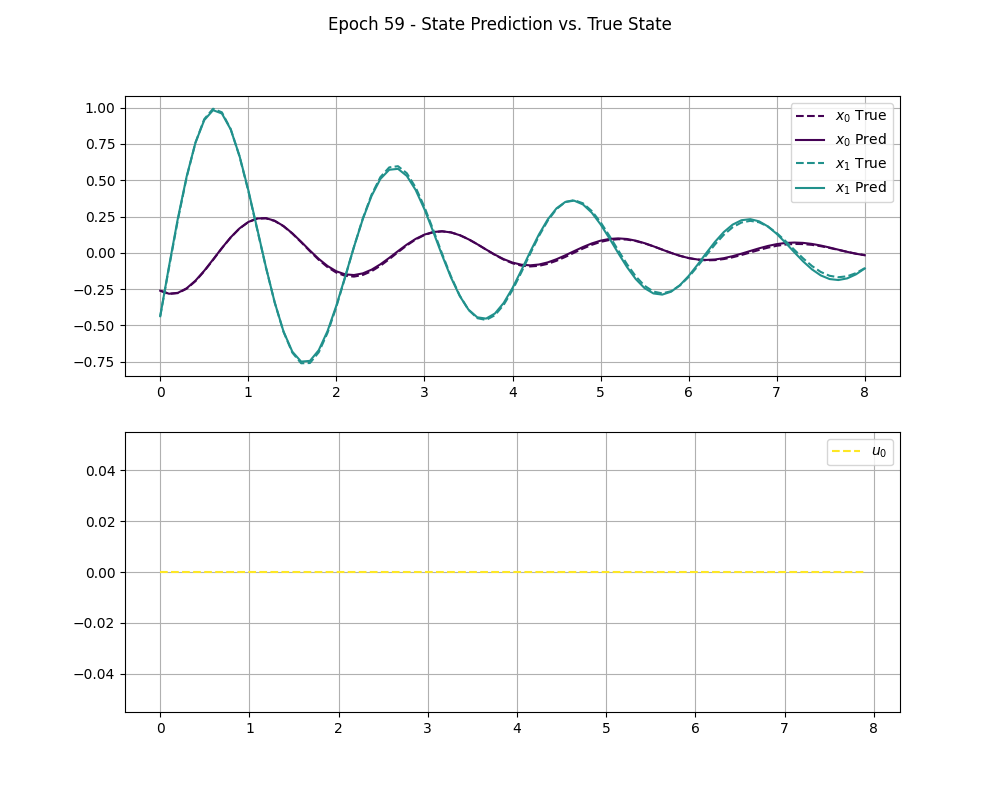 Epoch 59 - State Prediction vs. True State
1.00
0.75
0.50
0.25
0.00
−0.25
−0.50
−0.75
x₀ True
x₀ Pred
x₁ True
x₁ Pred
0 1 2 3 4 5 6 7 8
0.04
0.02
0.00
−0.02
−0.04
u₀
0 1 2 3 4 5 6 7 8